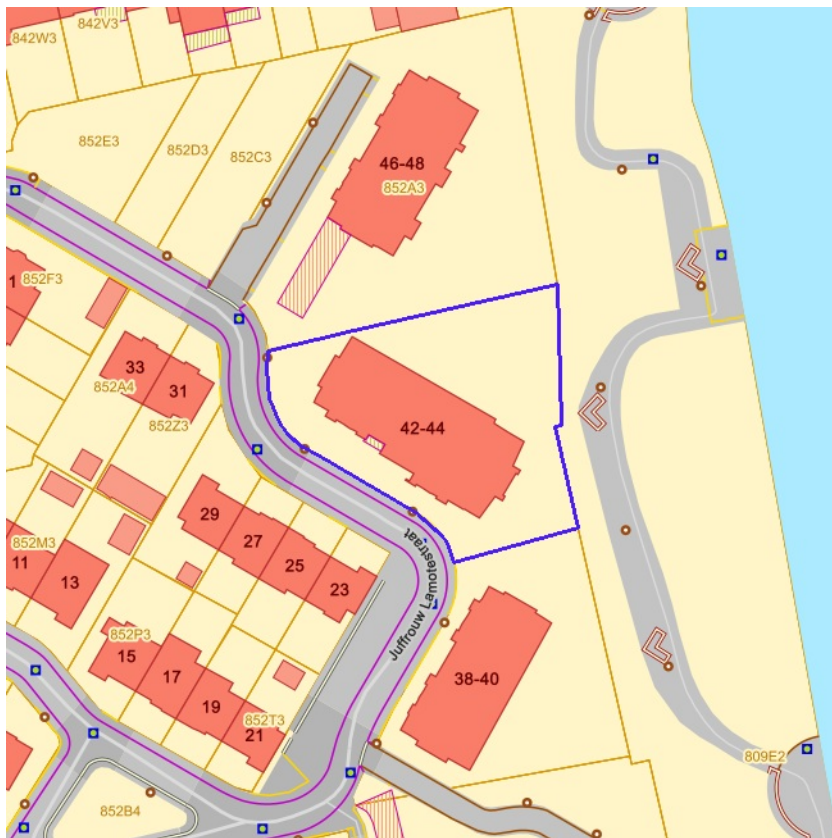 842V3
842W3
852E3
852D3
852C3
46-48
852A3
1
852F3
33
31
852A4
852Z3
42-44
29
27
25
23
Juffrouw Lamotestraat
852M3
11
13
852P3
15
17
19
852T3
21
38-40
809E2
852B4